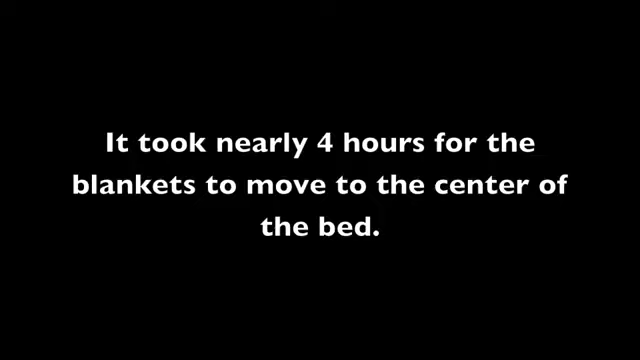 It took nearly 4 hours for the
blankets to move to the center of
the bed.